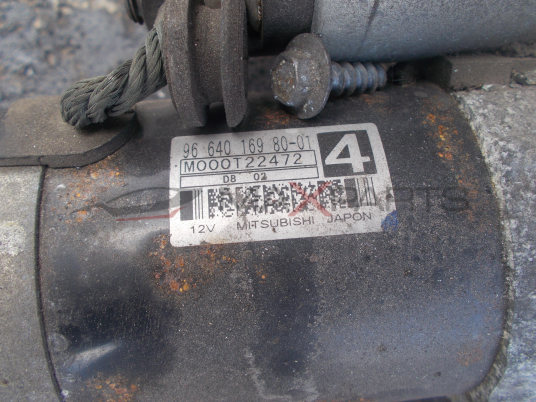 96 640 169 80-01
M000T22472
4
D8 02
12V MITSUBISHI JAPON